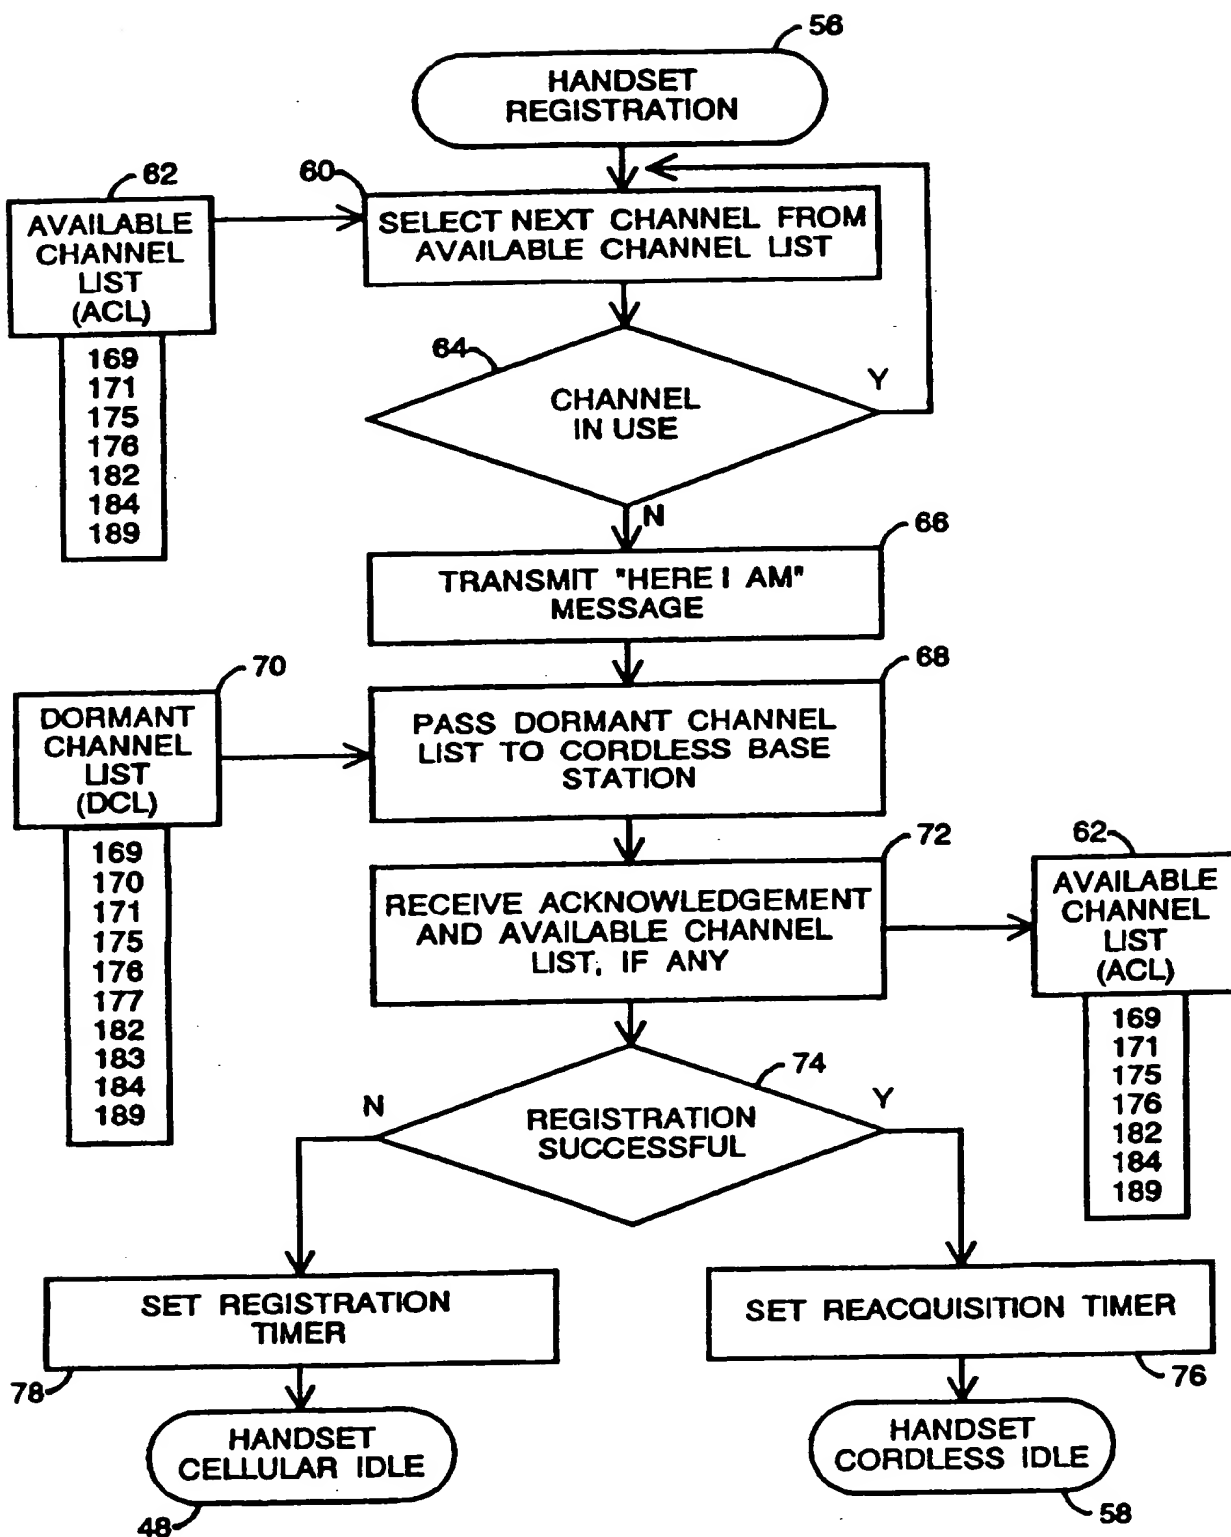 56
HANDSET
REGISTRATION
62
60
AVAILABLE
CHANNEL
LIST
(ACL)
SELECT NEXT CHANNEL FROM
AVAILABLE CHANNEL LIST
169
171
175
176
182
184
189
64
CHANNEL
IN USE
Y
N
66
TRANSMIT "HERE I AM"
MESSAGE
68
70
DORMANT
CHANNEL
LIST
(DCL)
PASS DORMANT CHANNEL
LIST TO CORDLESS BASE
STATION
169
170
171
175
176
177
182
183
184
189
72
RECEIVE ACKNOWLEDGEMENT
AND AVAILABLE CHANNEL
LIST, IF ANY
62
AVAILABLE
CHANNEL
LIST
(ACL)
169
171
175
176
182
184
189
74
N
REGISTRATION
SUCCESSFUL
Y
SET REGISTRATION
TIMER
78
SET REACQUISITION TIMER
76
HANDSET
CELLULAR IDLE
48
HANDSET
CORDLESS IDLE
58